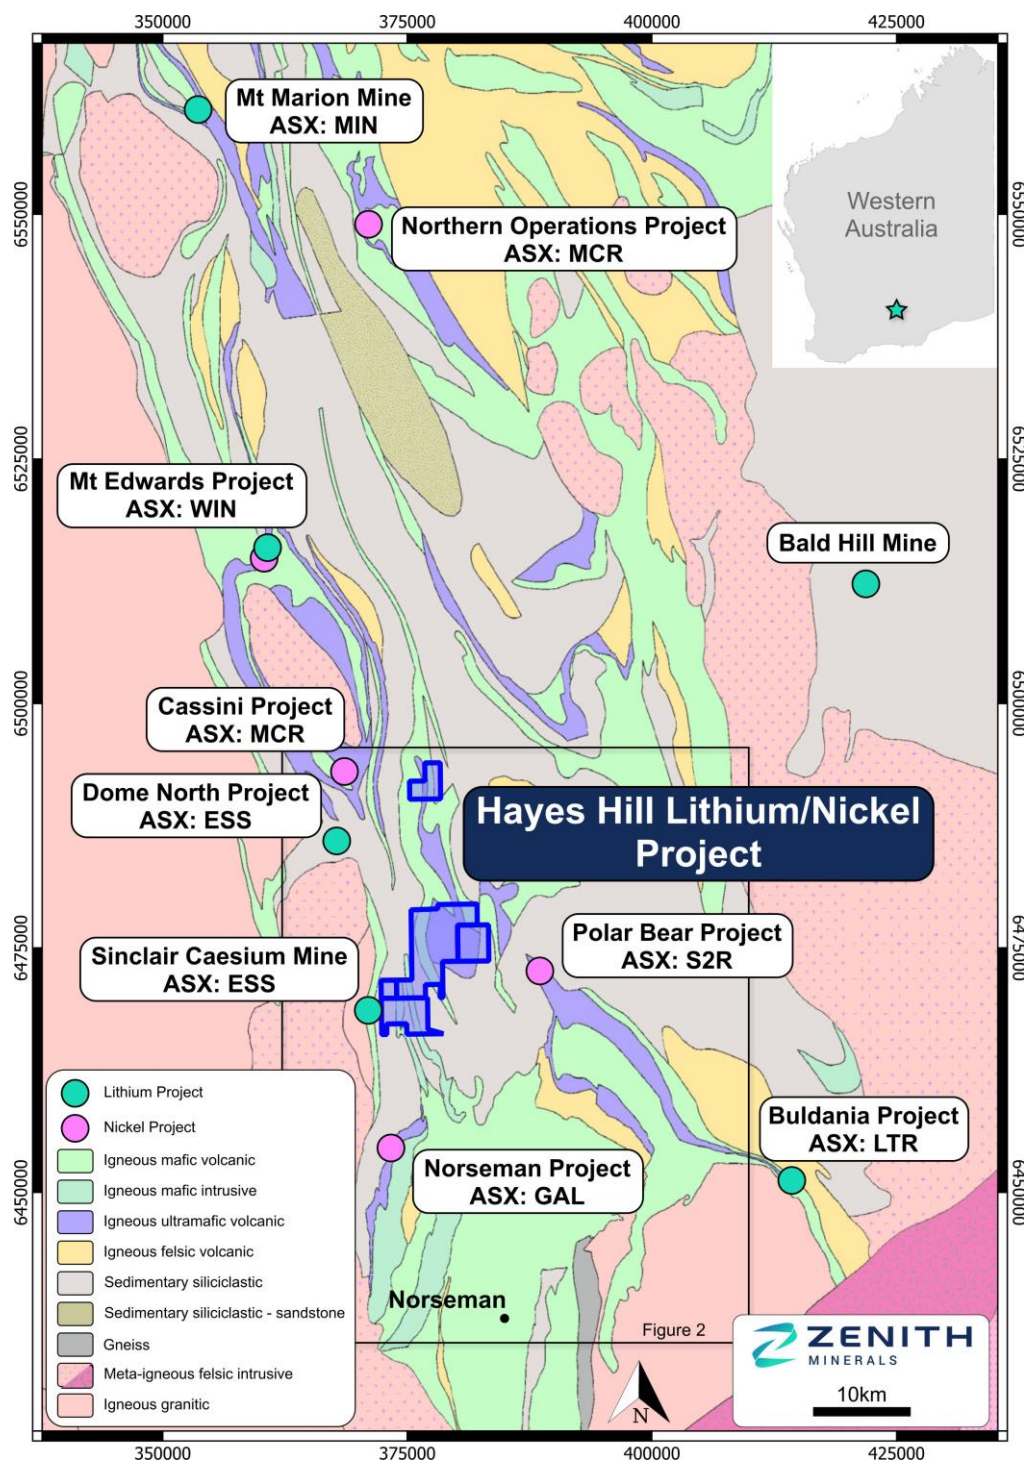 350000
375000
400000
425000
Mt Marion Mine
ASX: MIN
Northern Operations Project
ASX: MCR
Western
Australia
6550000
6550000
6525000
6525000
Mt Edwards Project
ASX: WIN
Bald Hill Mine
6500000
6500000
Cassini Project
ASX: MCR
Dome North Project
ASX: ESS
Hayes Hill Lithium/Nickel
Project
6475000
6475000
Sinclair Caesium Mine
ASX: ESS
Polar Bear Project
ASX: S2R
Buldania Project
ASX: LTR
Norseman Project
ASX: GAL
6450000
6450000
Lithium Project
Nickel Project
Igneous mafic volcanic
Igneous mafic intrusive
Igneous ultramafic volcanic
Igneous felsic volcanic
Sedimentary siliciclastic
Sedimentary siliciclastic - sandstone
Gneiss
Meta-igneous felsic intrusive
Igneous granitic
Norseman
Figure 2
N
ZENITH
MINERALS
10km
350000
375000
400000
425000